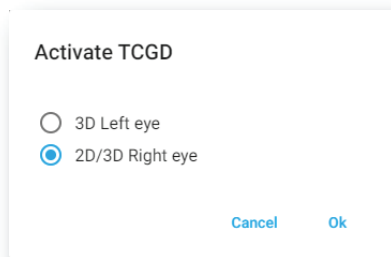 Activate TCGD
3D Left eye
2D/3D Right eye
Cancel Ok